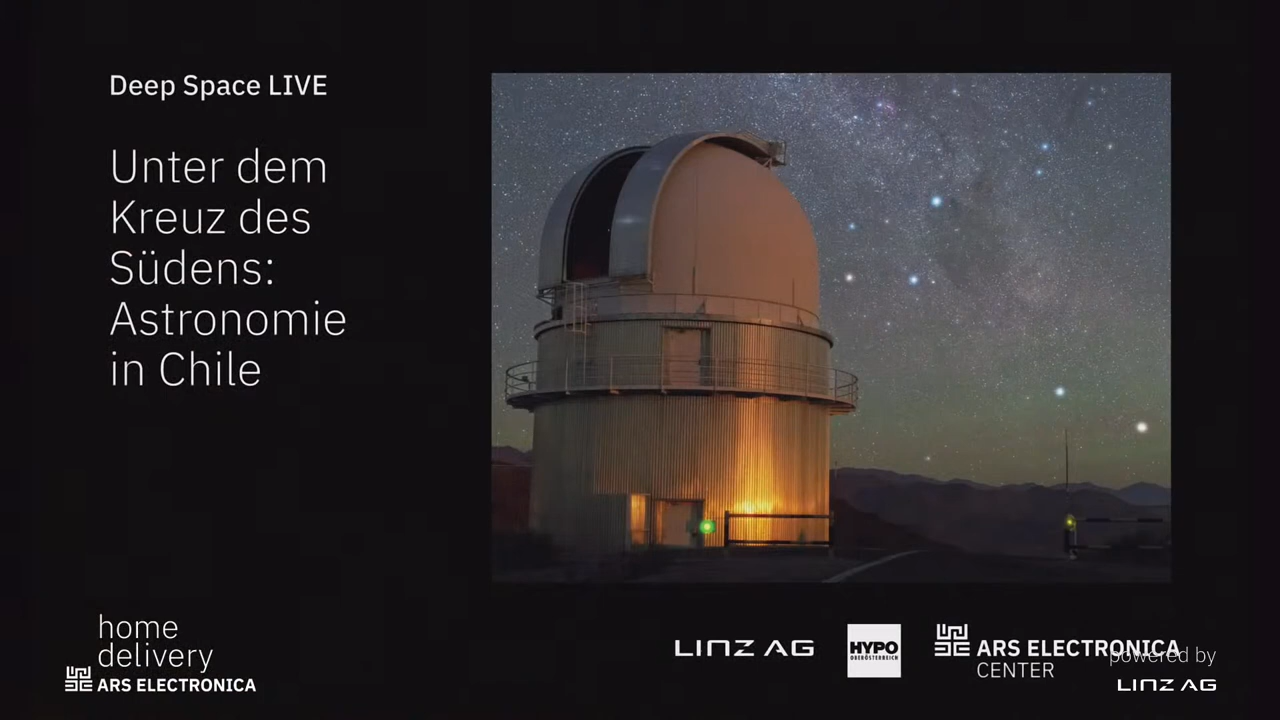 Deep Space LIVE
Unter dem
Kreuz des
Südens:
Astronomie
in Chile
home
delivery
ARS ELECTRONICA
LINZ AG
HYPO
OBERÖSTERREICH
ARS ELECTRONICA
CENTER
powered by
LINZ AG